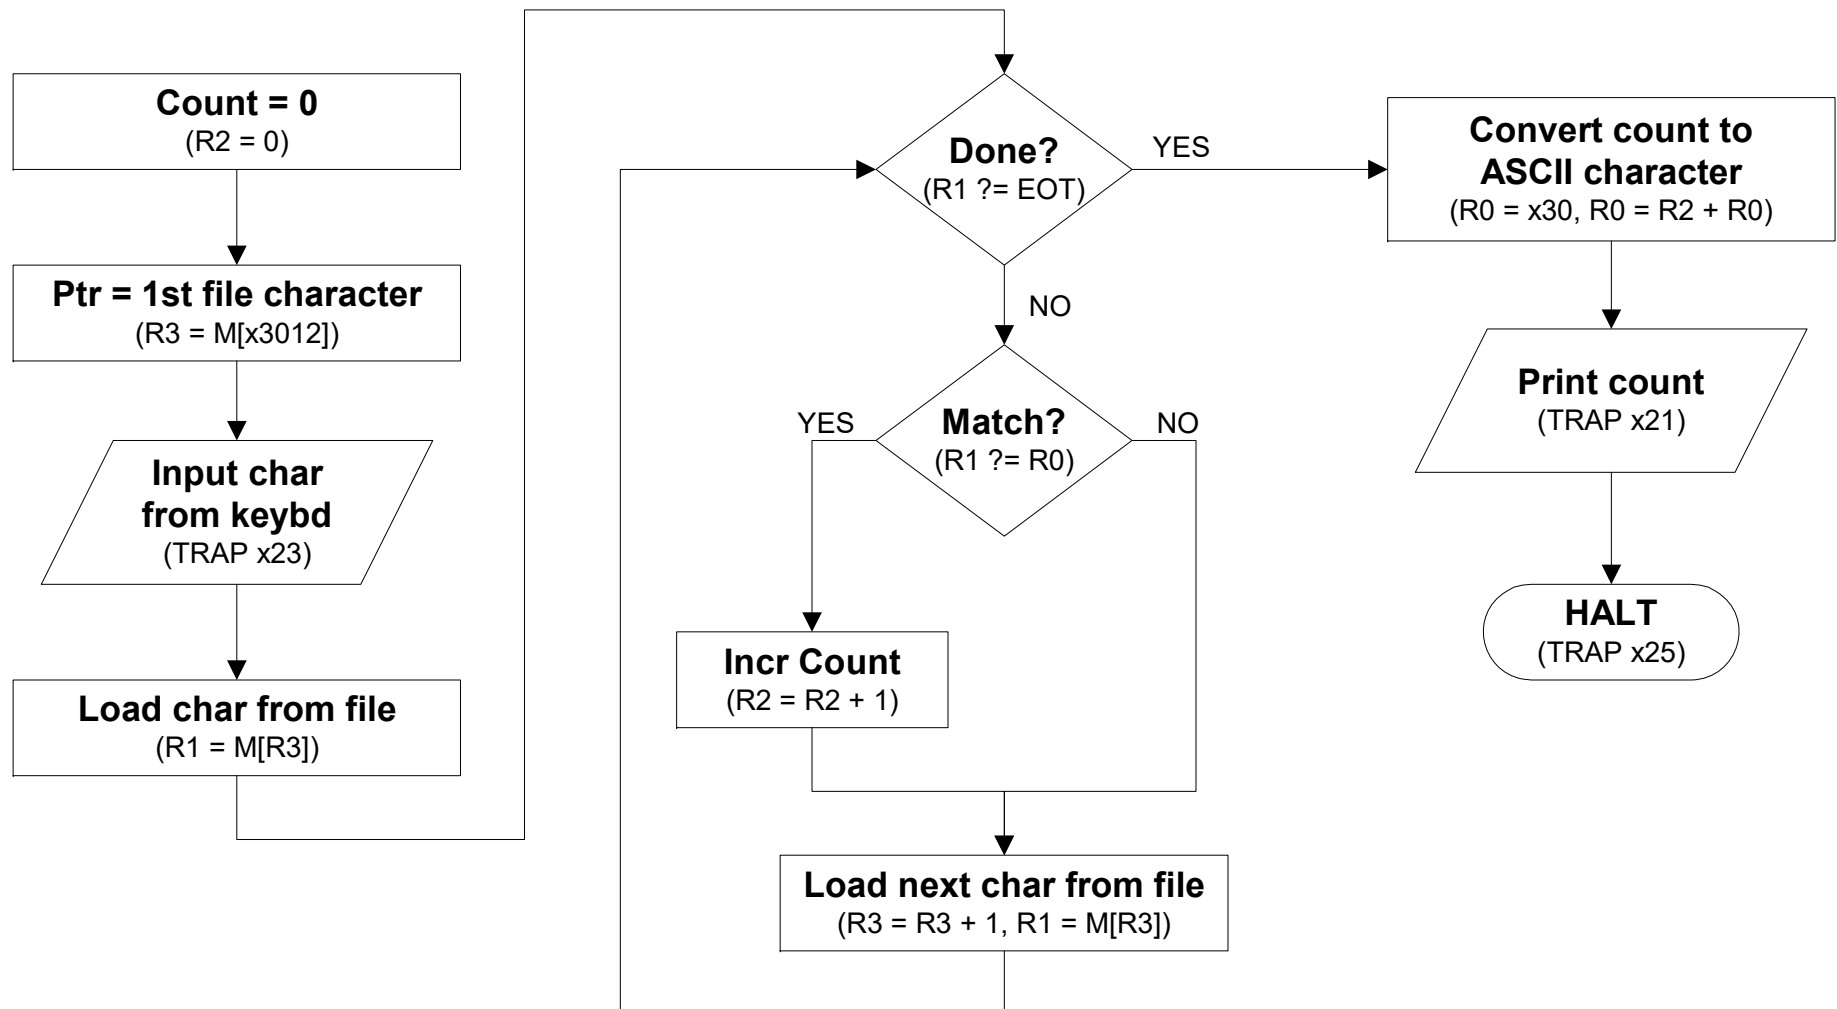 Count = 0
(R2 = 0)
Ptr = 1st file character
(R3 = M[x3012])
Input char
from keybd
(TRAP x23)
Load char from file
(R1 = M[R3])
Done?
(R1 ?= EOT)
YES
NO
Match?
(R1 ?= R0)
YES
NO
Incr Count
(R2 = R2 + 1)
Load next char from file
(R3 = R3 + 1, R1 = M[R3])
Convert count to
ASCII character
(R0 = x30, R0 = R2 + R0)
Print count
(TRAP x21)
HALT
(TRAP x25)